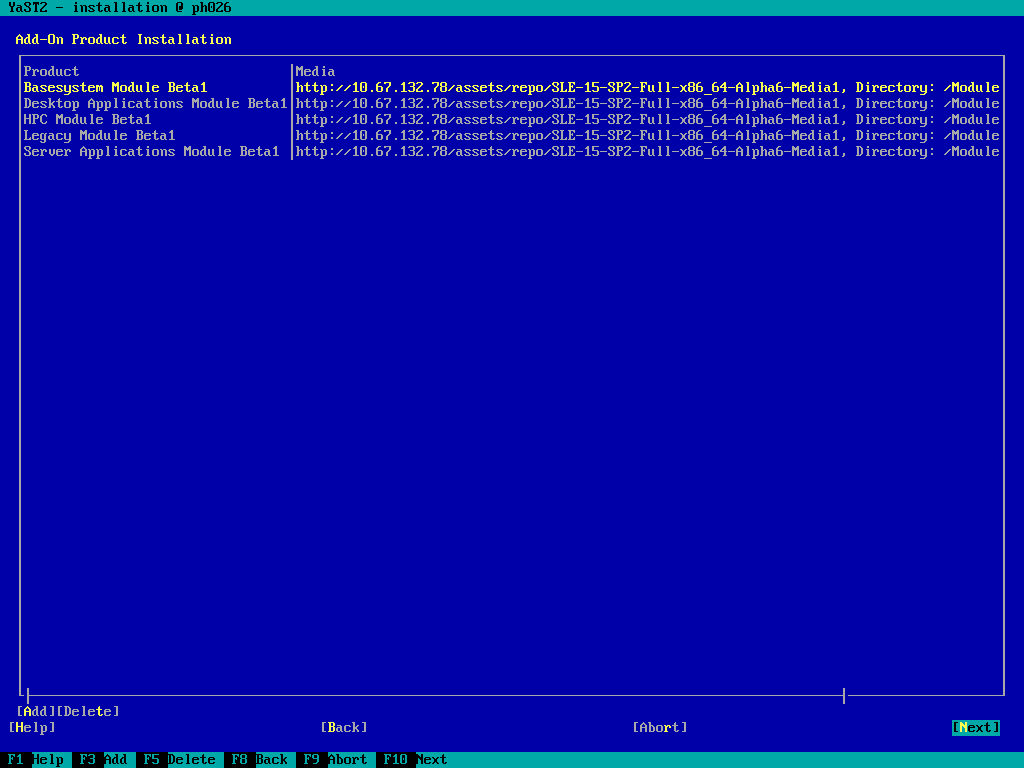 YaST2 - installation @ ph026
Add-On Product Installation
Product |Media
Basesystem Module Beta1 |http://10.67.132.78/assets/repo/SLE-15-SP2-Full-x86_64-Alpha6-Media1, Directory: /Module
Desktop Applications Module Beta1|http://10.67.132.78/assets/repo/SLE-15-SP2-Full-x86_64-Alpha6-Media1, Directory: /Module
HPC Module Beta1 |http://10.67.132.78/assets/repo/SLE-15-SP2-Full-x86_64-Alpha6-Media1, Directory: /Module
Legacy Module Beta1 |http://10.67.132.78/assets/repo/SLE-15-SP2-Full-x86_64-Alpha6-Media1, Directory: /Module
Server Applications Module Beta1 |http://10.67.132.78/assets/repo/SLE-15-SP2-Full-x86_64-Alpha6-Media1, Directory: /Module
[Add][Delete]
[Help] [Back] [Abort] [Next]
F1 Help F3 Add F5 Delete F8 Back F9 Abort F10 Next